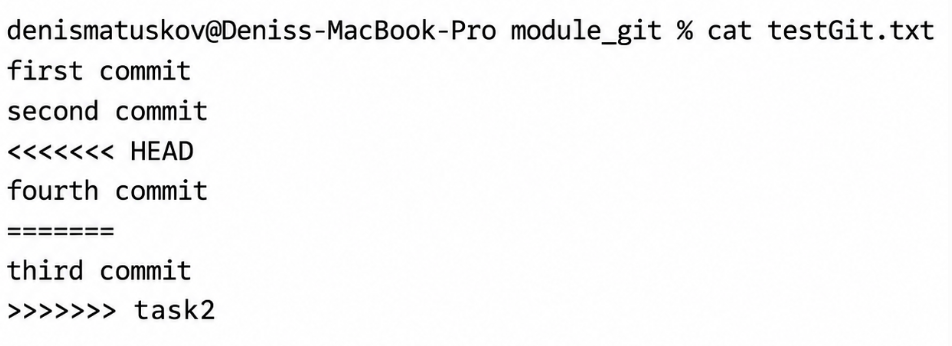 denismatuskov@Deniss-MacBook-Pro module_git % cat testGit.txt
first commit
second commit
<<<<<<< HEAD
fourth commit
=======
third commit
>>>>>>> task2